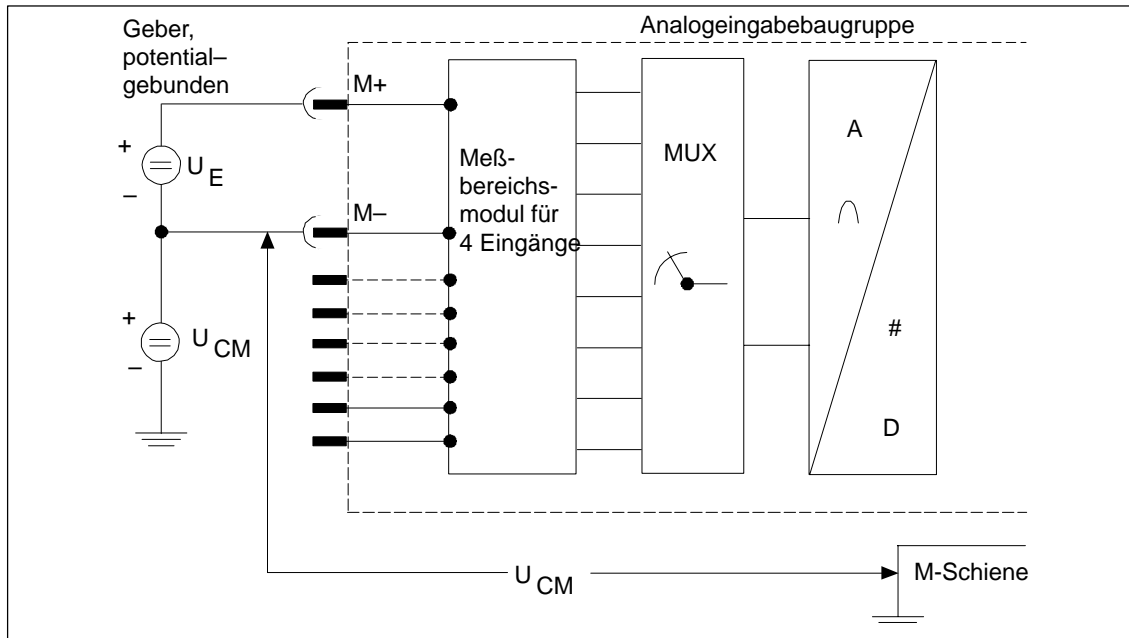 Geber,
potential–
gebunden
Analogeingabebaugruppe
M+
+
U E
–
M–
Meß-
bereichs-
modul für
4 Eingänge
MUX
A
#
D
+
U CM
–
U CM
M-Schiene